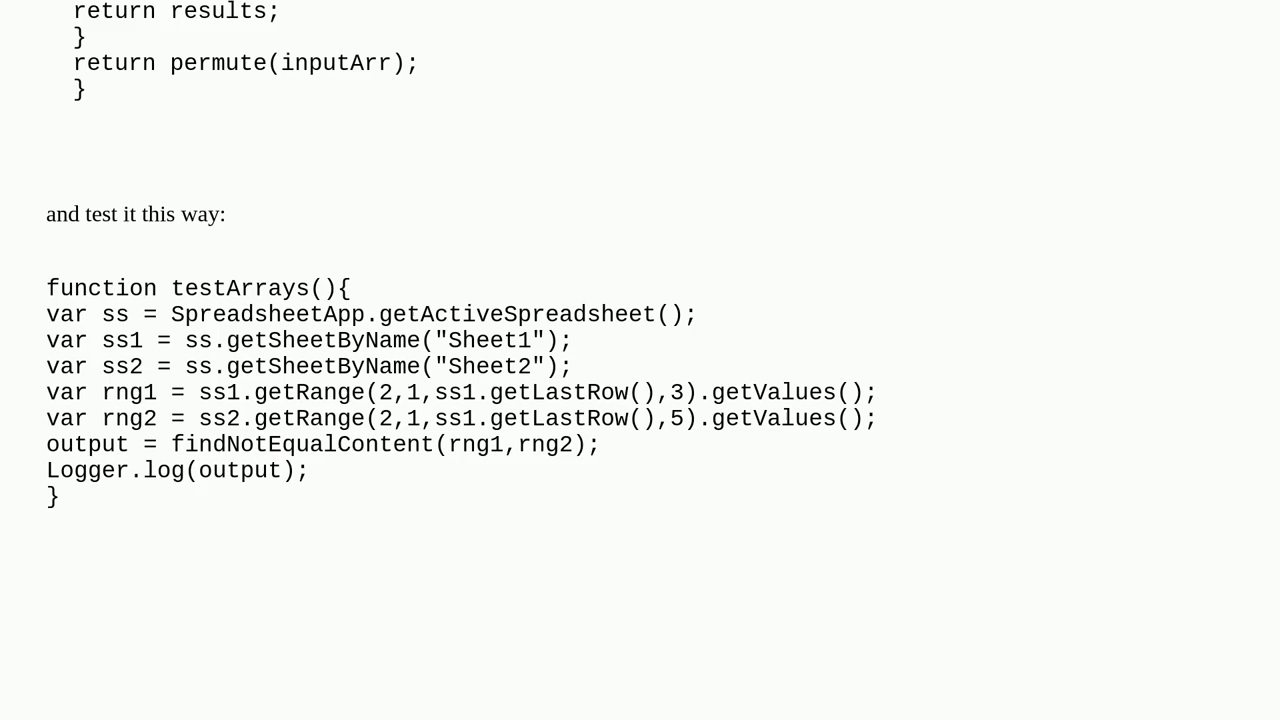 return results;
}
return permute(inputArr);
}
and test it this way:
function testArrays(){
var ss = SpreadsheetApp.getActiveSpreadsheet();
var ss1 = ss.getSheetByName("Sheet1");
var ss2 = ss.getSheetByName("Sheet2");
var rng1 = ss1.getRange(2,1,ss1.getLastRow(),3).getValues();
var rng2 = ss2.getRange(2,1,ss1.getLastRow(),5).getValues();
output = findNotEqualContent(rng1,rng2);
Logger.log(output);
}